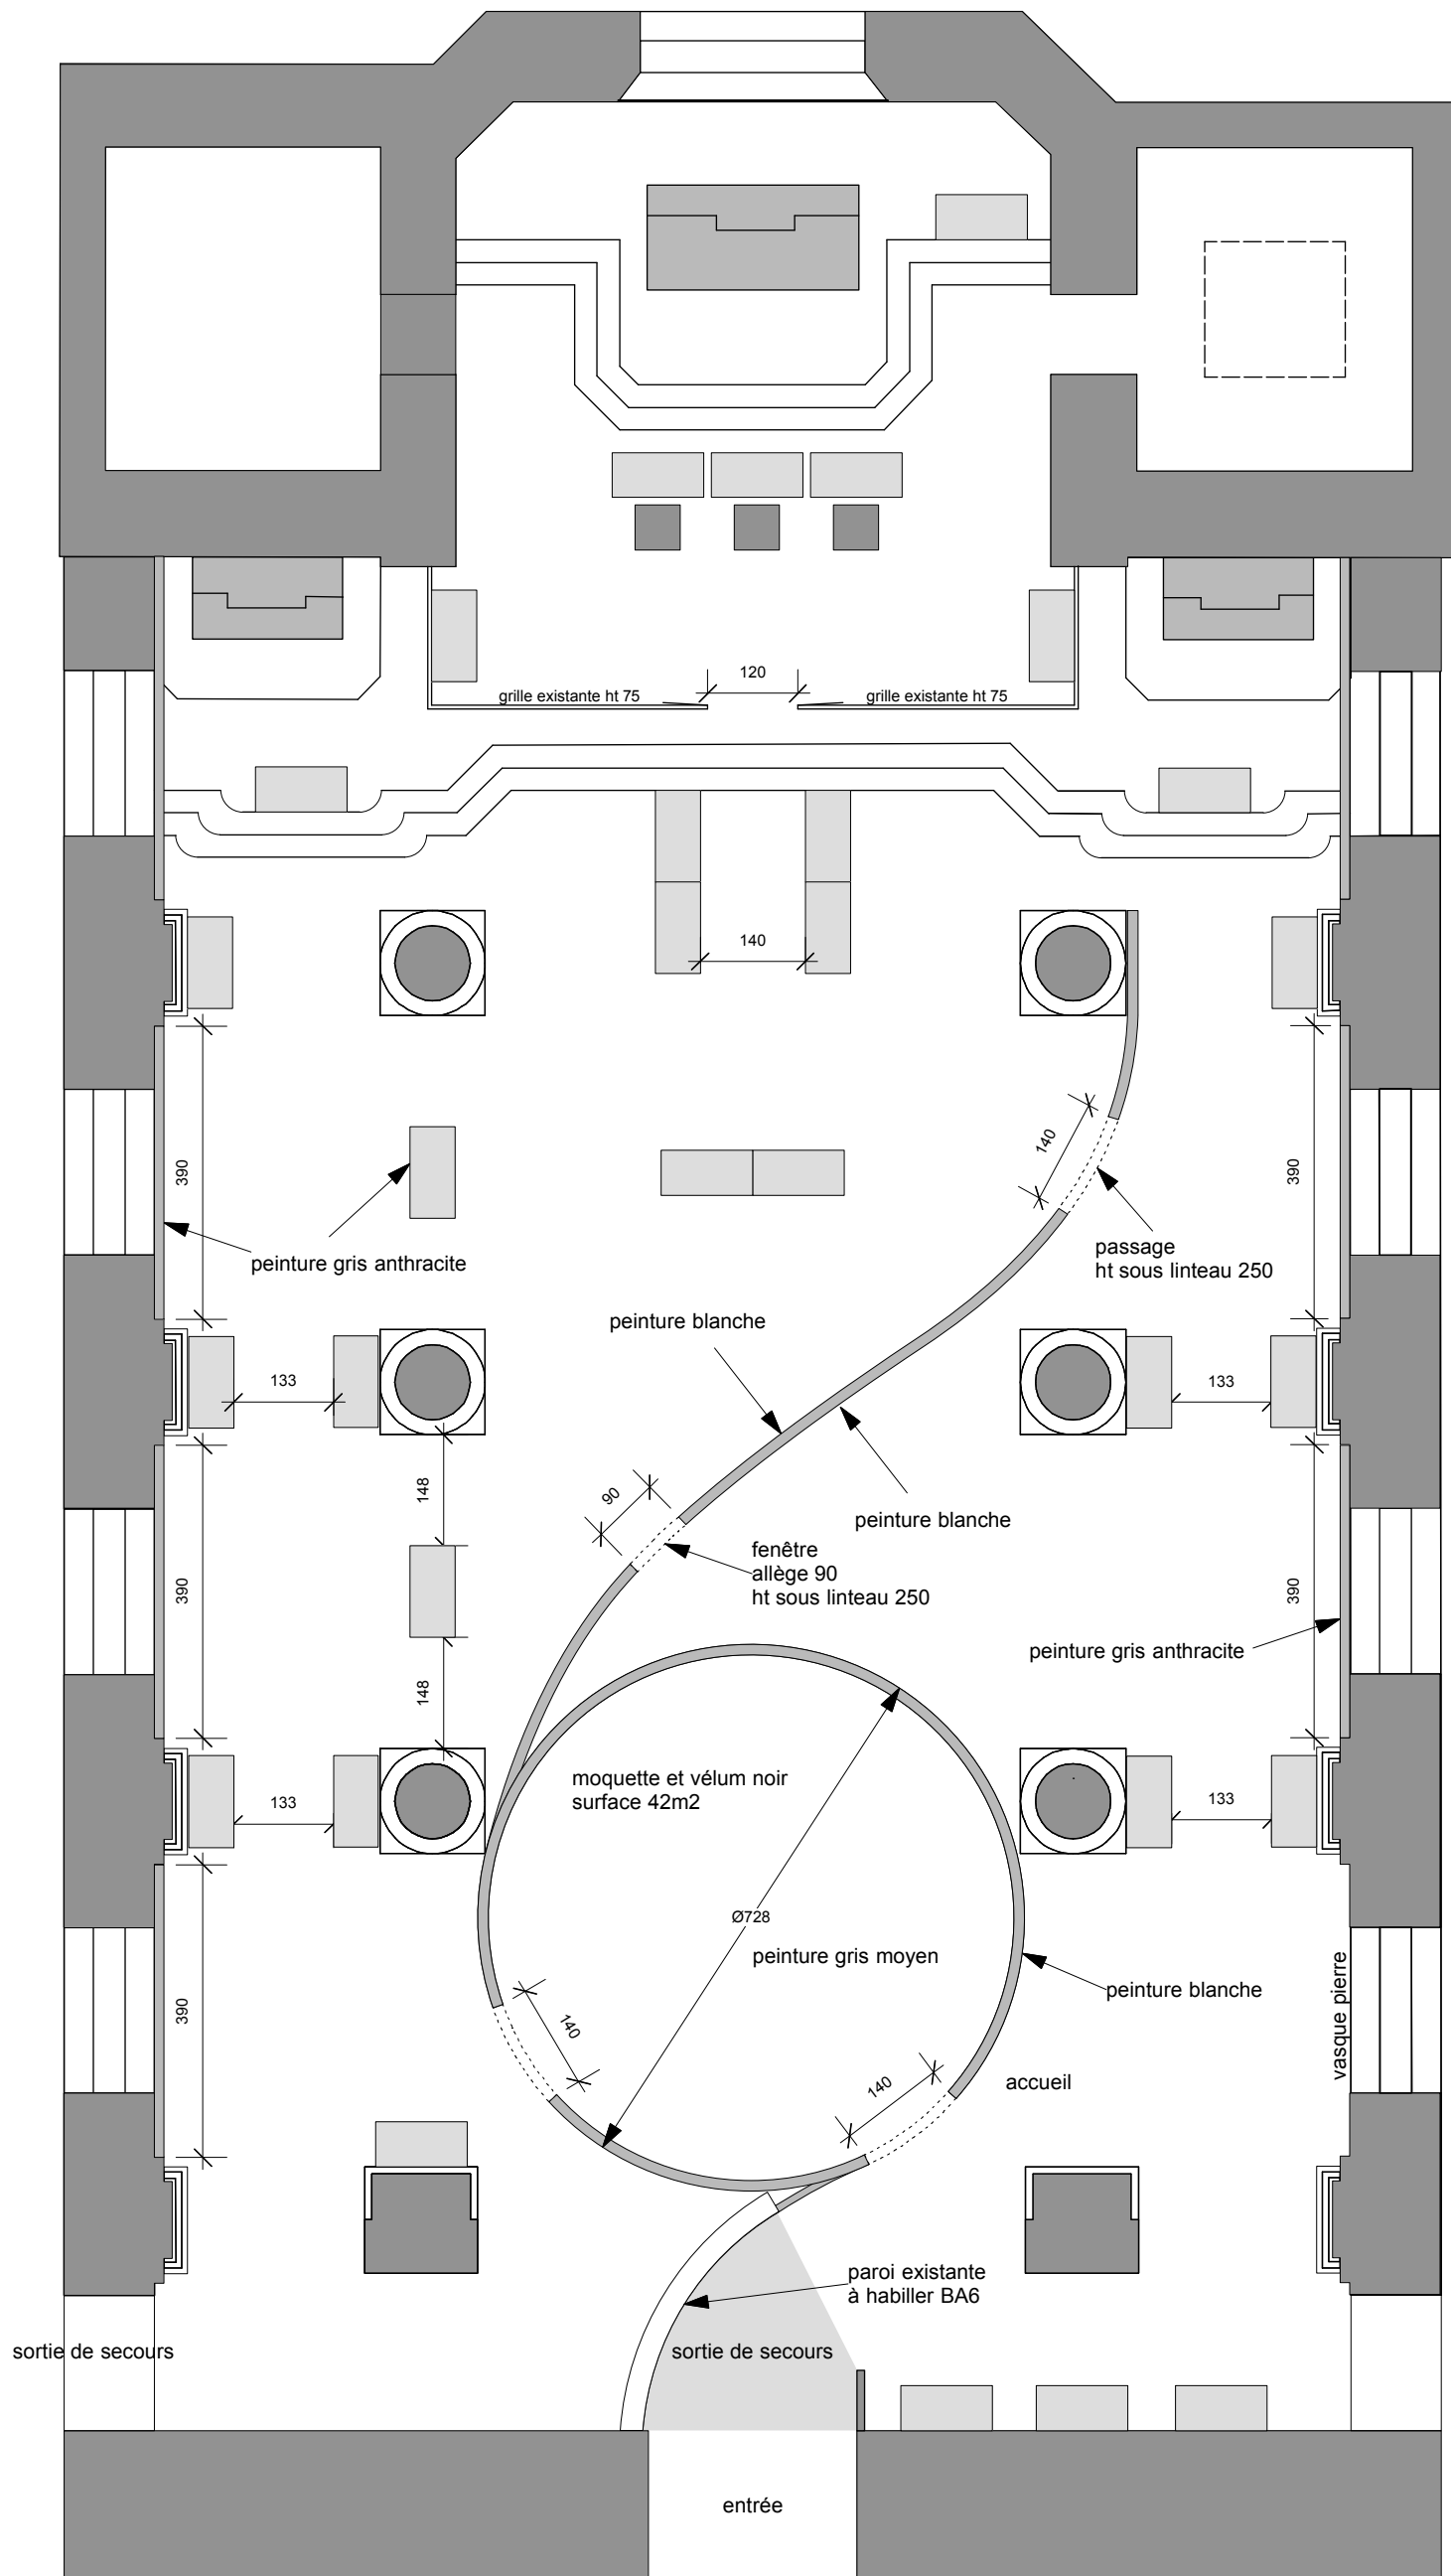 120
grille existante ht 75
grille existante ht 75
140
140
390
390
peinture gris anthracite
passage
ht sous linteau 250
peinture blanche
133
133
148
90
peinture blanche
fenêtre
allège 90
ht sous linteau 250
390
390
peinture gris anthracite
148
moquette et vélum noir
surface 42m2
133
133
Ø728
peinture gris moyen
peinture blanche
vasque pierre
390
140
140
accueil
paroi existante
à habiller BA6
sortie de secours
sortie de secours
entrée